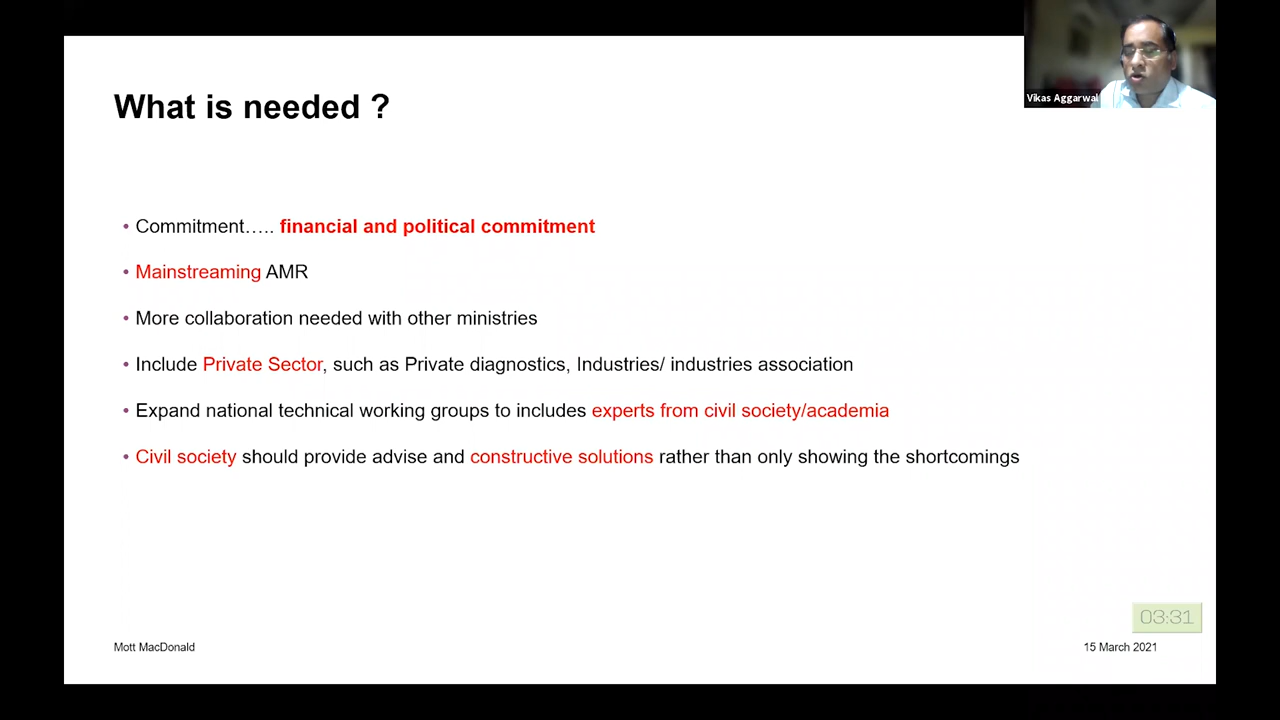 Vikas Aggarwal
What is needed ?
• Commitment….. financial and political commitment
• Mainstreaming AMR
• More collaboration needed with other ministries
• Include Private Sector, such as Private diagnostics, Industries/ industries association
• Expand national technical working groups to includes experts from civil society/academia
• Civil society should provide advise and constructive solutions rather than only showing the shortcomings
03:31
Mott MacDonald
15 March 2021